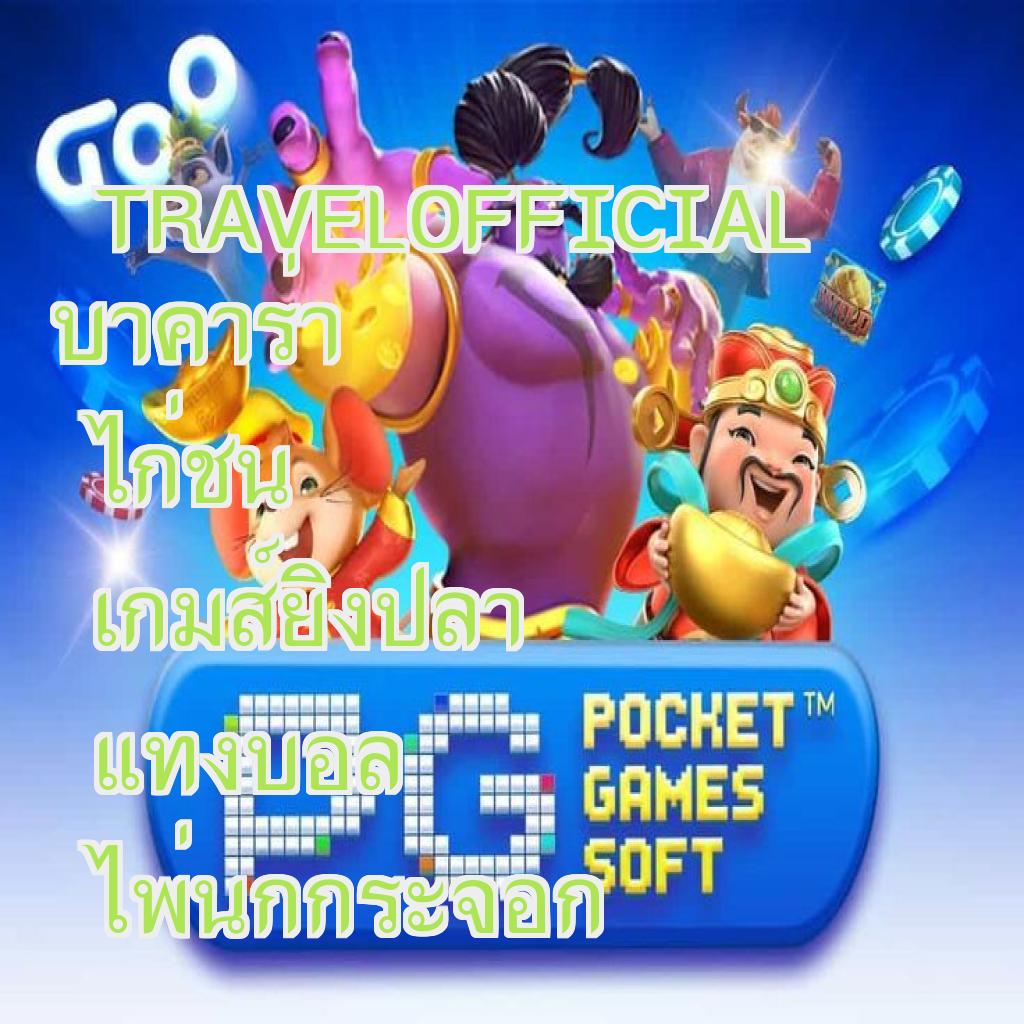 GOO
TRAVELOFFICIAL
บาคารา
WILD
ไก่ชน
เกมส์ยิงปลา
แทงบอล
ไพ่นกกระจอก
PG
POCKET™
GAMES
SOFT